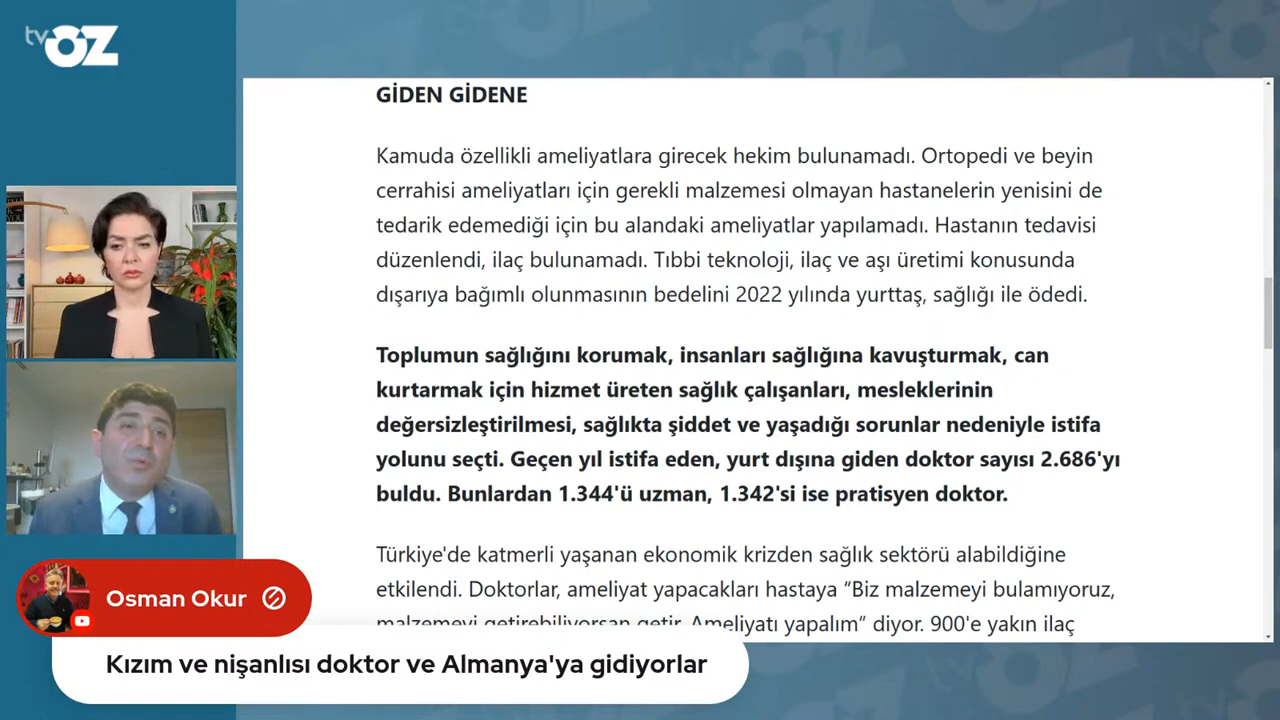 tv ÖZ
GİDEN GİDENE
Kamuda özellikli ameliyatlara girecek hekim bulunamadı. Ortopedi ve beyin
cerrahisi ameliyatları için gerekli malzemesi olmayan hastanelerin yenisini de
tedarik edemediği için bu alandaki ameliyatlar yapılamadı. Hastanın tedavisi
düzenlendi, ilaç bulunamadı. Tıbbi teknoloji, ilaç ve aşı üretimi konusunda
dışarıya bağımlı olunmasının bedelini 2022 yılında yurttaş, sağlığı ile ödedi.
Toplumun sağlığını korumak, insanları sağlığına kavuşturmak, can
kurtarmak için hizmet üreten sağlık çalışanları, mesleklerinin
değersizleştirilmesi, sağlıkta şiddet ve yaşadığı sorunlar nedeniyle istifa
yolunu seçti. Geçen yıl istifa eden, yurt dışına giden doktor sayısı 2.686'yı
buldu. Bunlardan 1.344'ü uzman, 1.342'si ise pratisyen doktor.
Türkiye'de katmerli yaşanan ekonomik krizden sağlık sektörü alabildiğine
etkilendi. Doktorlar, ameliyat yapacakları hastaya “Biz malzemeyi bulamıyoruz,
malzemeyi getirebiliyorsan getir. Ameliyatı yapalım” diyor. 900'e yakın ilaç
Osman Okur
Kızım ve nişanlısı doktor ve Almanya'ya gidiyorlar